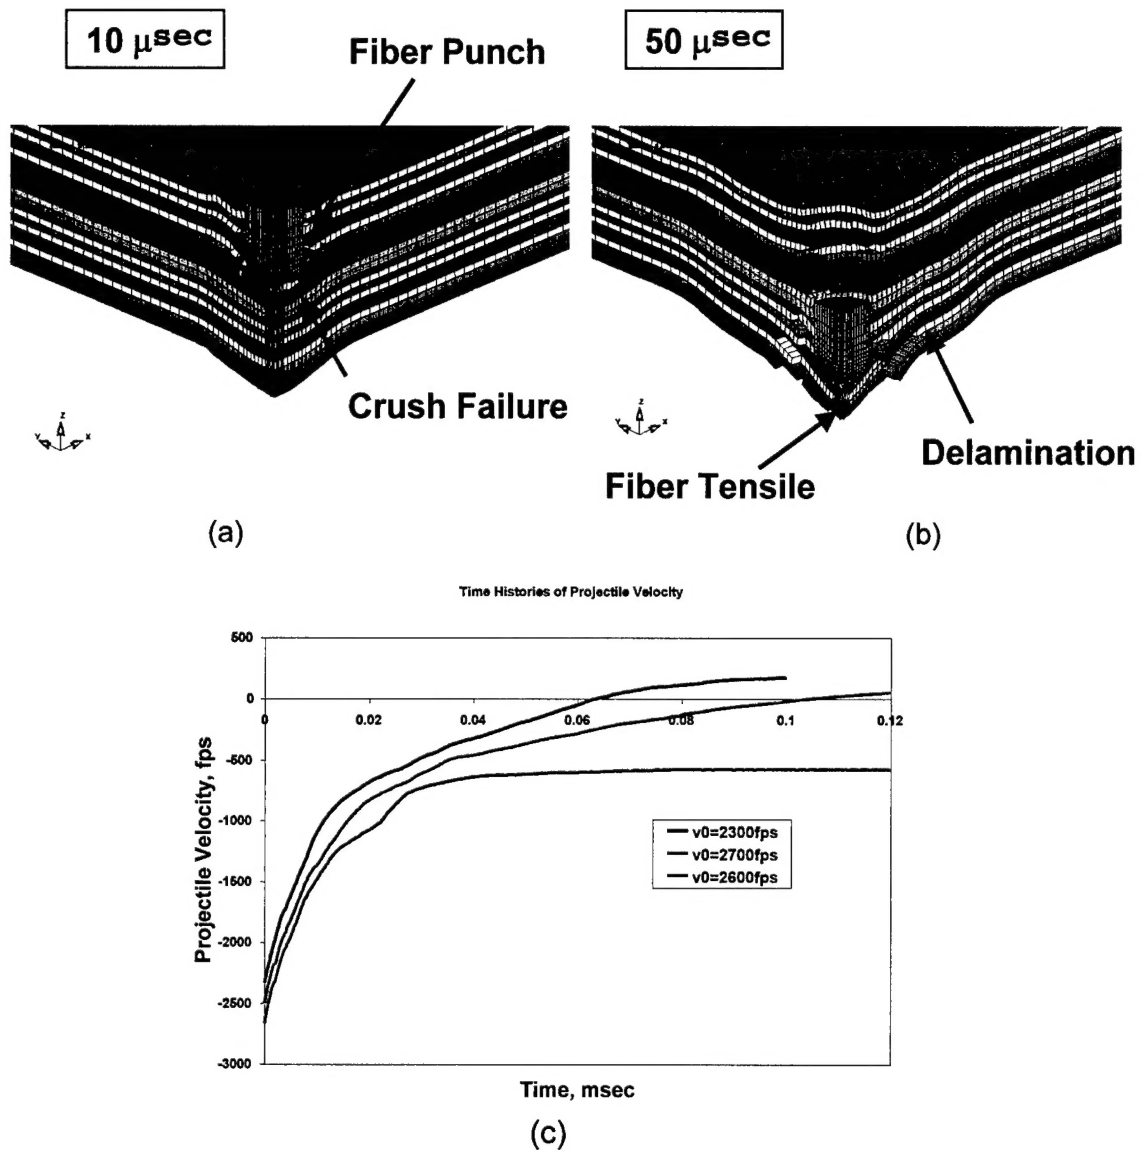 10 μsec
Fiber Punch
50 μsec
Crush Failure
Delamination
Fiber Tensile
z
y
x
z
y
x
(a)
(b)
Time Histories of Projectile Velocity
500
0
-500
-1000
-1500
-2000
-2500
-3000
0
0.02
0.04
0.06
0.08
0.1
0.12
Projectile Velocity, fps
v0=2300fps
v0=2700fps
v0=2600fps
Time, msec
(c)